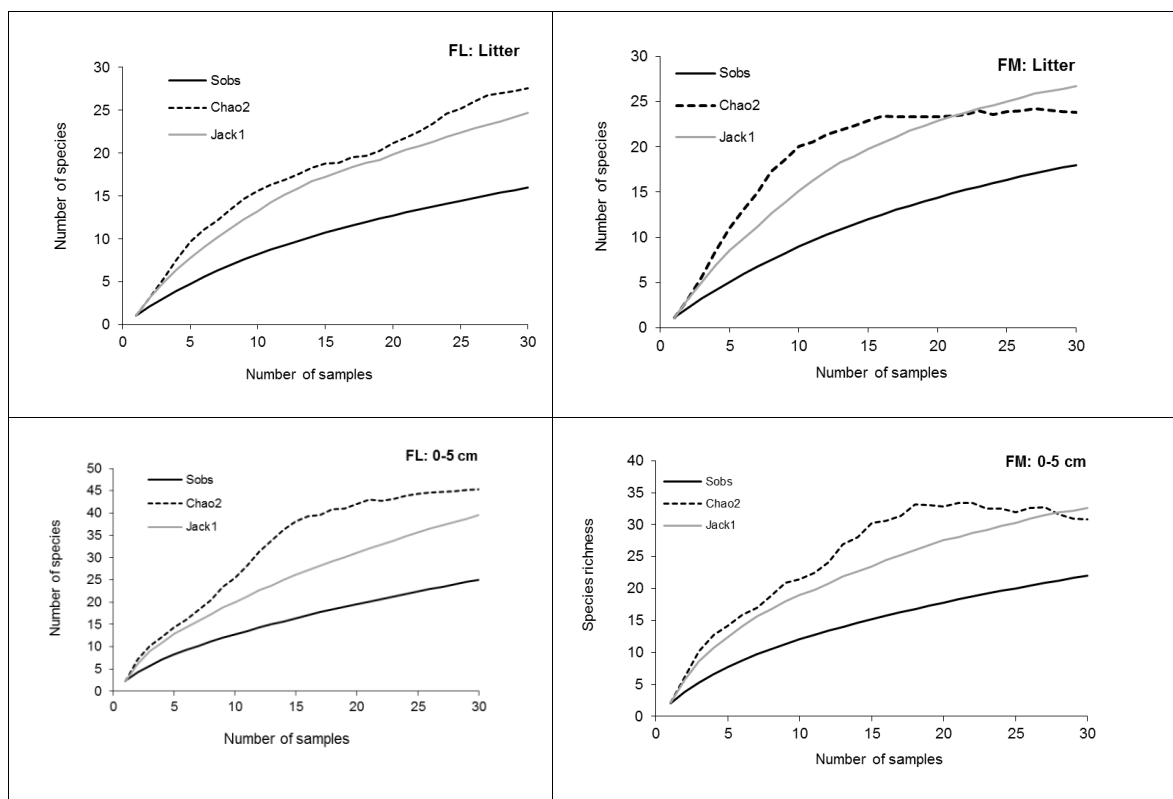 FL: Litter
Number of species
30
25
20
15
10
5
0
Sobs
Chao2
Jack1
0 5 10 15 20 25 30
Number of samples
FM: Litter
Number of species
30
25
20
15
10
5
0
Sobs
Chao2
Jack1
0 5 10 15 20 25 30
Number of samples
FL: 0-5 cm
Number of species
50
45
40
35
30
25
20
15
10
5
0
Sobs
Chao2
Jack1
0 5 10 15 20 25 30
Number of samples
FM: 0-5 cm
Species richness
40
35
30
25
20
15
10
5
0
Sobs
Chao2
Jack1
0 5 10 15 20 25 30
Number of samples